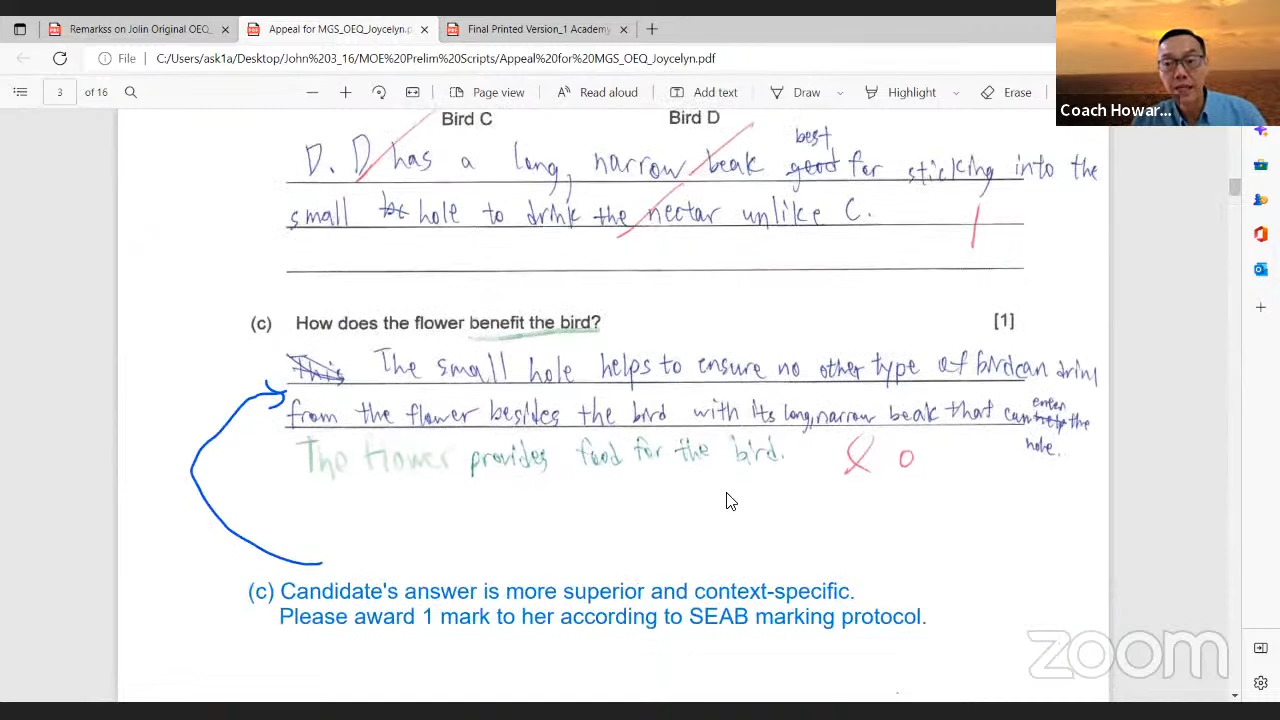 Remarkss on Jolin Original OEQ_
Appeal for MGS_OEQ_Joycelyn.p
Final Printed Version_1 Academy
File
C:/Users/ask1a/Desktop/John%203_16/MOE%20Prelim%20Scripts/Appeal%20for%20MGS_OEQ_Joycelyn.pdf
3 of 16
Page view
Read aloud
Add text
Draw
Highlight
Erase
Coach Howar...
Bird C
Bird D
best
D. D has a long, narrow beak good for sticking into the
small hole to drink the nectar unlike C.
1
(c) How does the flower benefit the bird? [1]
This The small hole helps to ensure no other type of bird can drink
from the flower besides the bird with its long, narrow beak that can enter the
hole.
The flower provides food for the bird. 0
(c) Candidate's answer is more superior and context-specific.
Please award 1 mark to her according to SEAB marking protocol.
zoom